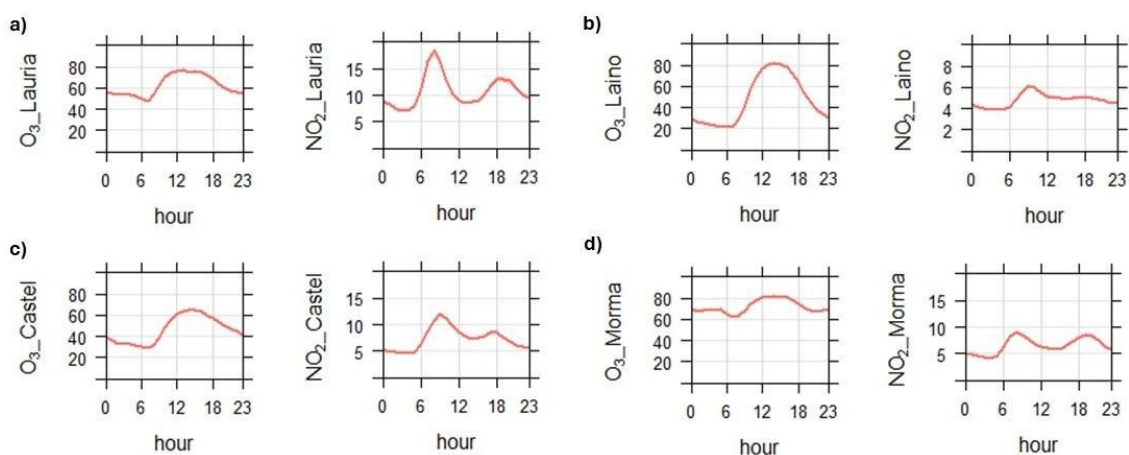 a)
O₃_Lauria
80
60
40
20
0 6 12 18 23
hour
NO₂_Lauria
15
10
5
0 6 12 18 23
hour
b)
O₃_Laino
80
60
40
20
0 6 12 18 23
hour
NO₂_Laino
8
6
4
2
0 6 12 18 23
hour
c)
O₃_Castel
80
60
40
20
0 6 12 18 23
hour
NO₂_Castel
15
10
5
0 6 12 18 23
hour
d)
O₃_Morma
80
60
40
20
0 6 12 18 23
hour
NO₂_Morma
15
10
5
0 6 12 18 23
hour